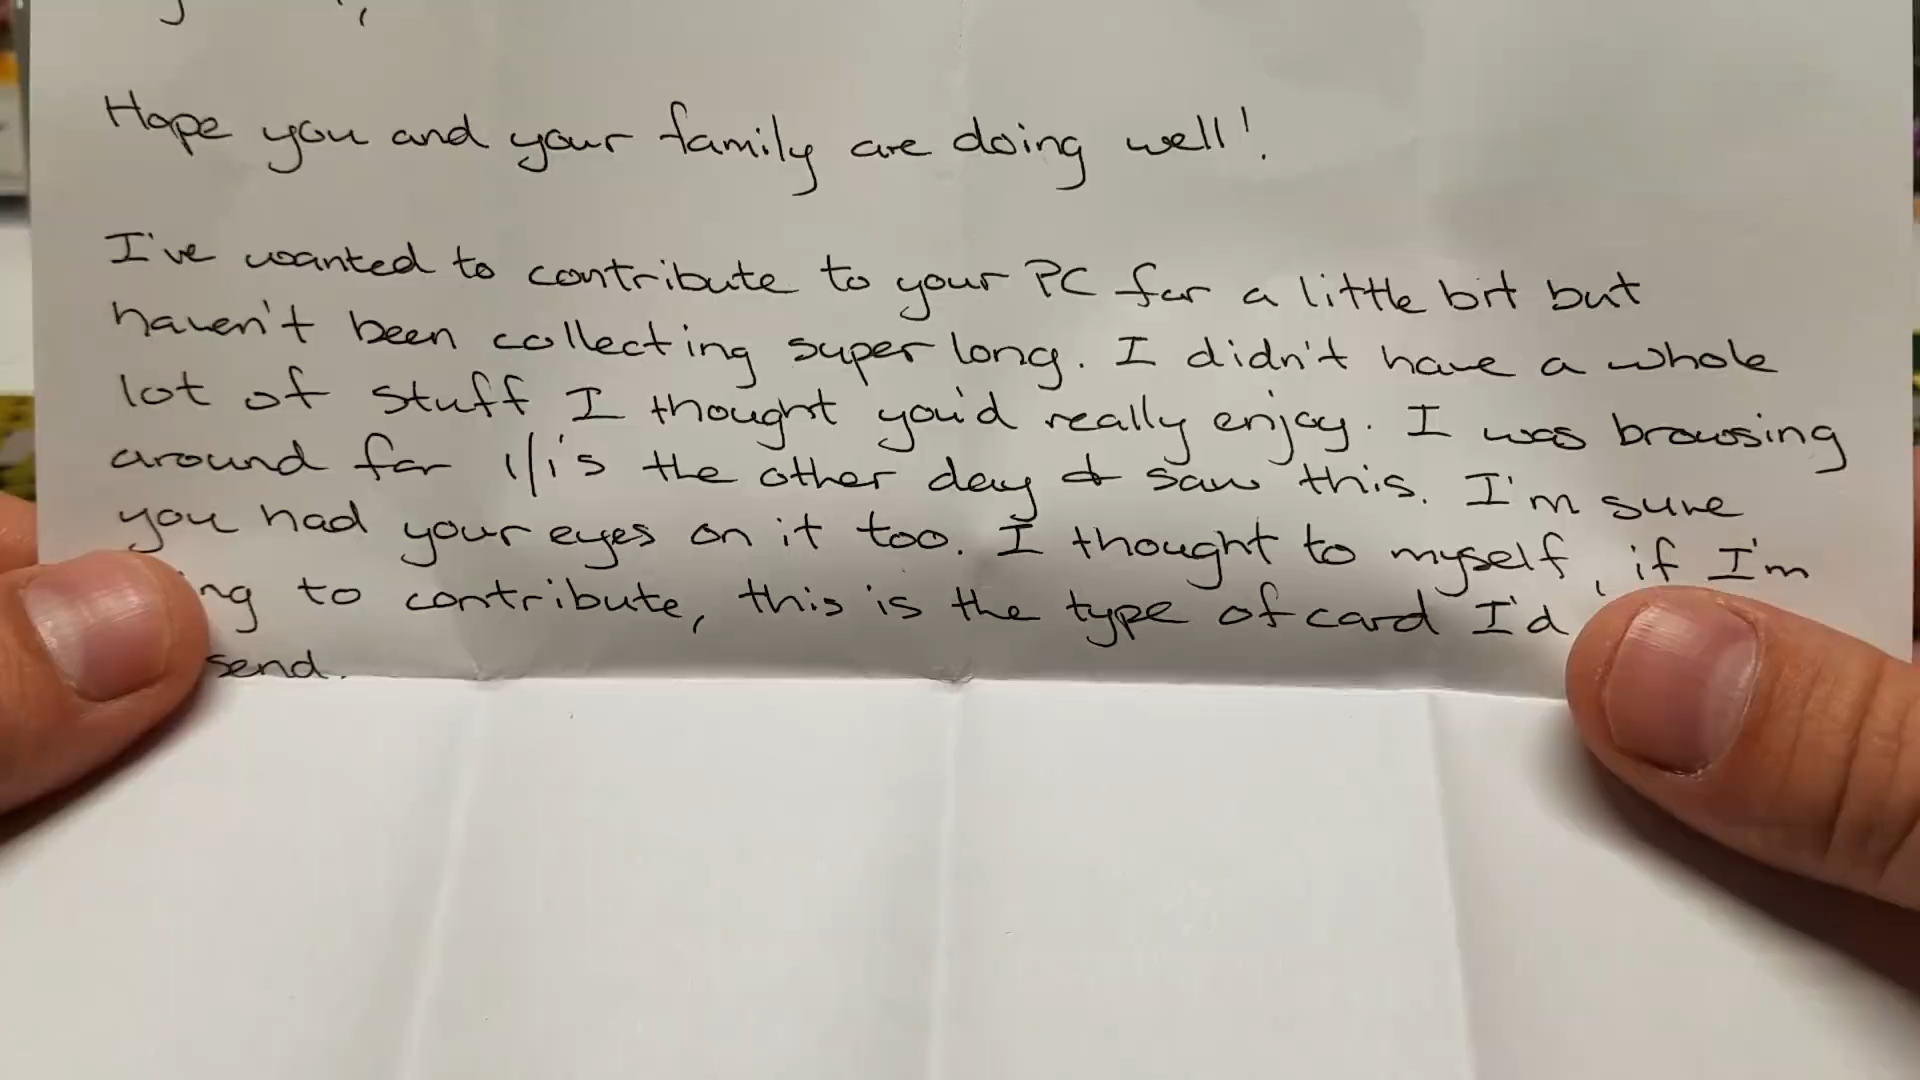 Hope you and your family are doing well!
I've wanted to contribute to your PC for a little bit but
haven't been collecting super long. I didn't have a whole
lot of stuff I thought you'd really enjoy. I was browsing
around for 1/1's the other day & saw this. I'm sure
you had your eyes on it too. I thought to myself, if I'm
to contribute, this is the type of card I'd
send.